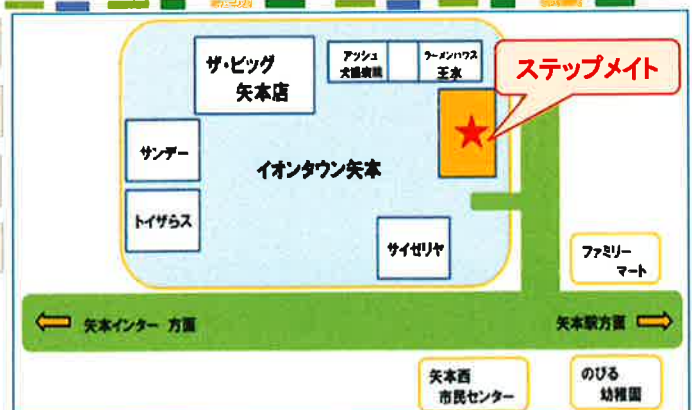 ザ・ビッグ
矢本店
アッシュ
犬猫病院
ラーメンハウス
王水
ステップメイト
サンデー
イオンタウン矢本
トイザらス
サイゼリヤ
ファミリー
マート
矢本インター 方面
矢本駅方面
矢本西
市民センター
のびる
幼稚園